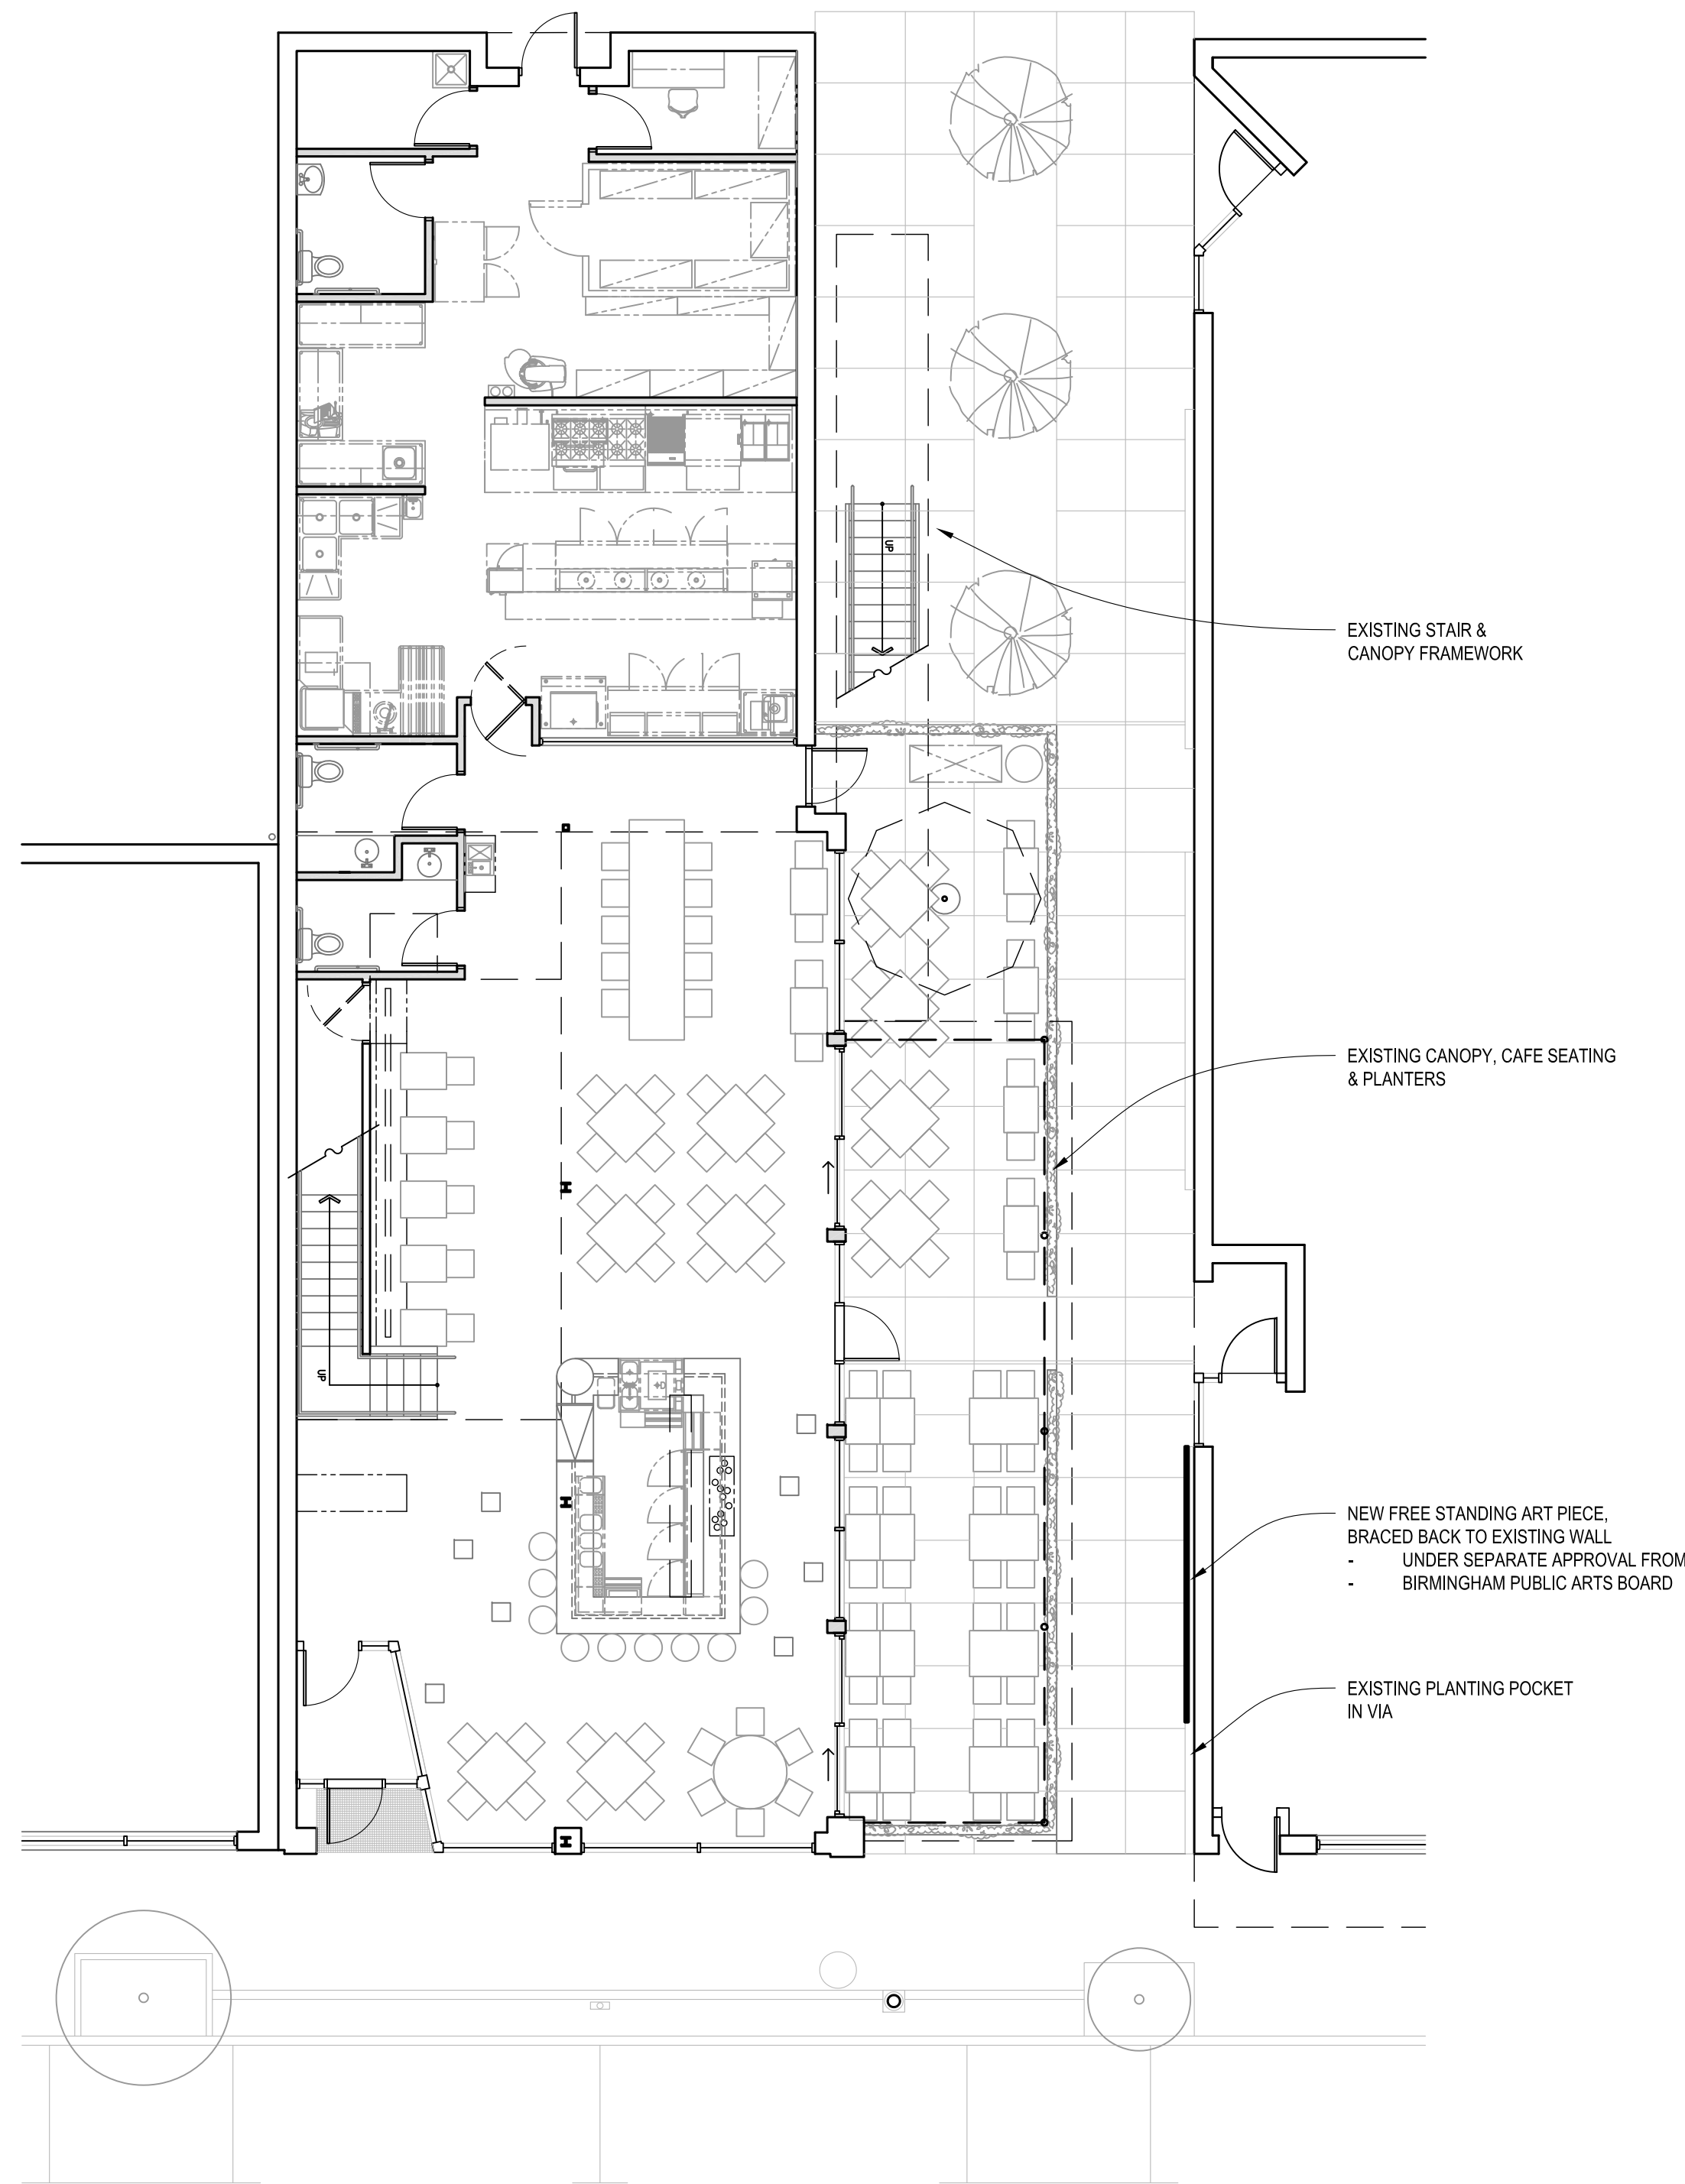 UP
EXISTING STAIR &
CANOPY FRAMEWORK
EXISTING CANOPY, CAFE SEATING
& PLANTERS
UP
NEW FREE STANDING ART PIECE,
BRACED BACK TO EXISTING WALL
- UNDER SEPARATE APPROVAL FROM
- BIRMINGHAM PUBLIC ARTS BOARD
EXISTING PLANTING POCKET
IN VIA